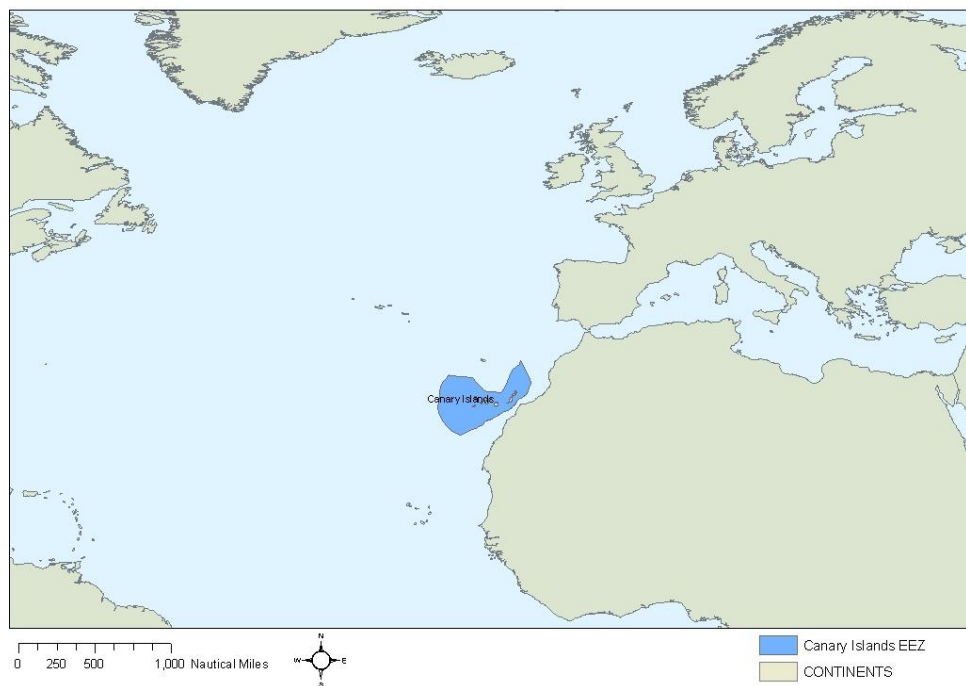 Canary Islands
0 250 500 1,000 Nautical Miles
N
W E
S
Canary Islands EEZ
CONTINENTS